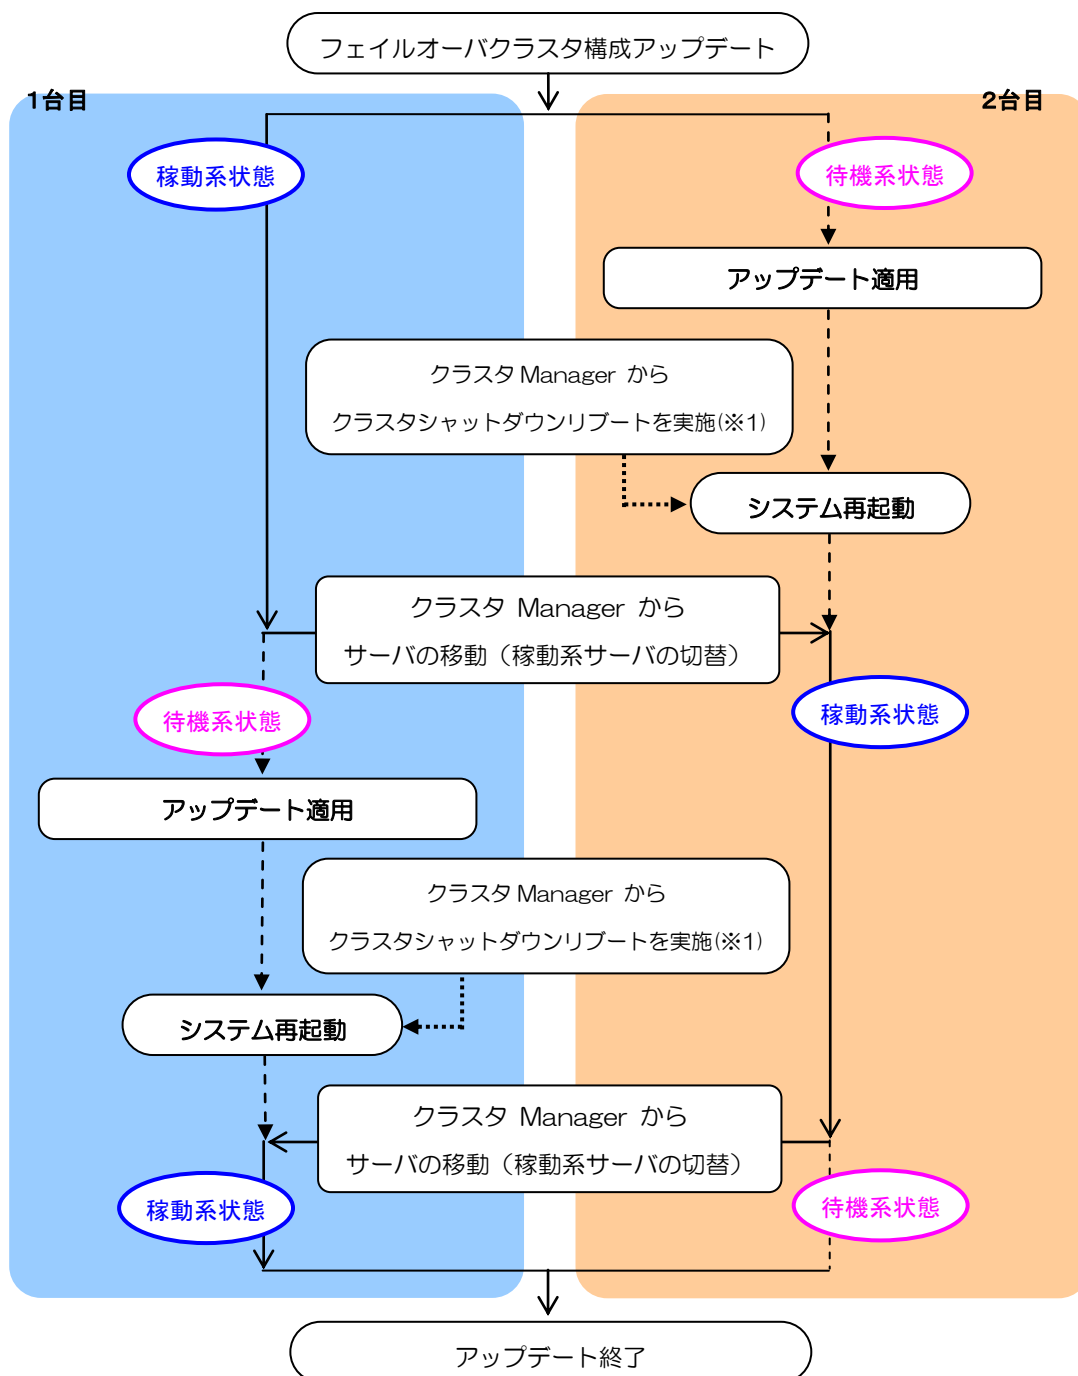 フェイルオーバクラスタ構成アップデート
1台目
2台目
稼動系状態
待機系状態
アップデート適用
クラスタ Manager から
クラスタシャットダウンリブートを実施(※1)
システム再起動
クラスタ Manager から
サーバの移動（稼動系サーバの切替）
待機系状態
稼動系状態
アップデート適用
クラスタ Manager から
クラスタシャットダウンリブートを実施(※1)
システム再起動
クラスタ Manager から
サーバの移動（稼動系サーバの切替）
稼動系状態
待機系状態
アップデート終了